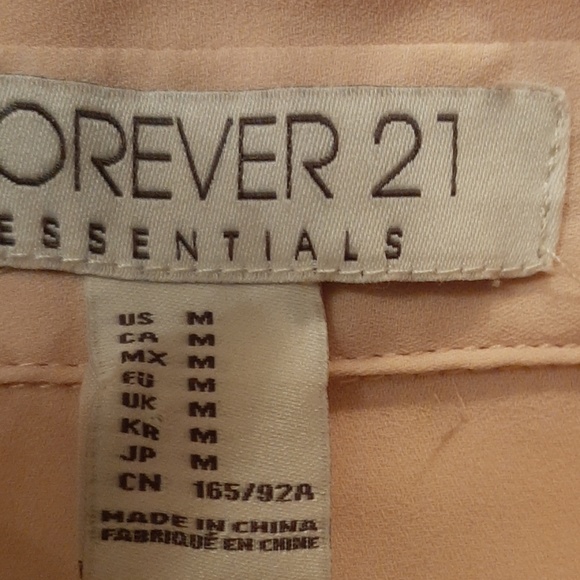 OREVER 21
ESSENTIALS
US M
CA M
MX M
EU M
UK M
KR M
JP M
CN 165/92A
MADE IN CHINA
FABRIQUÉ EN CHINE